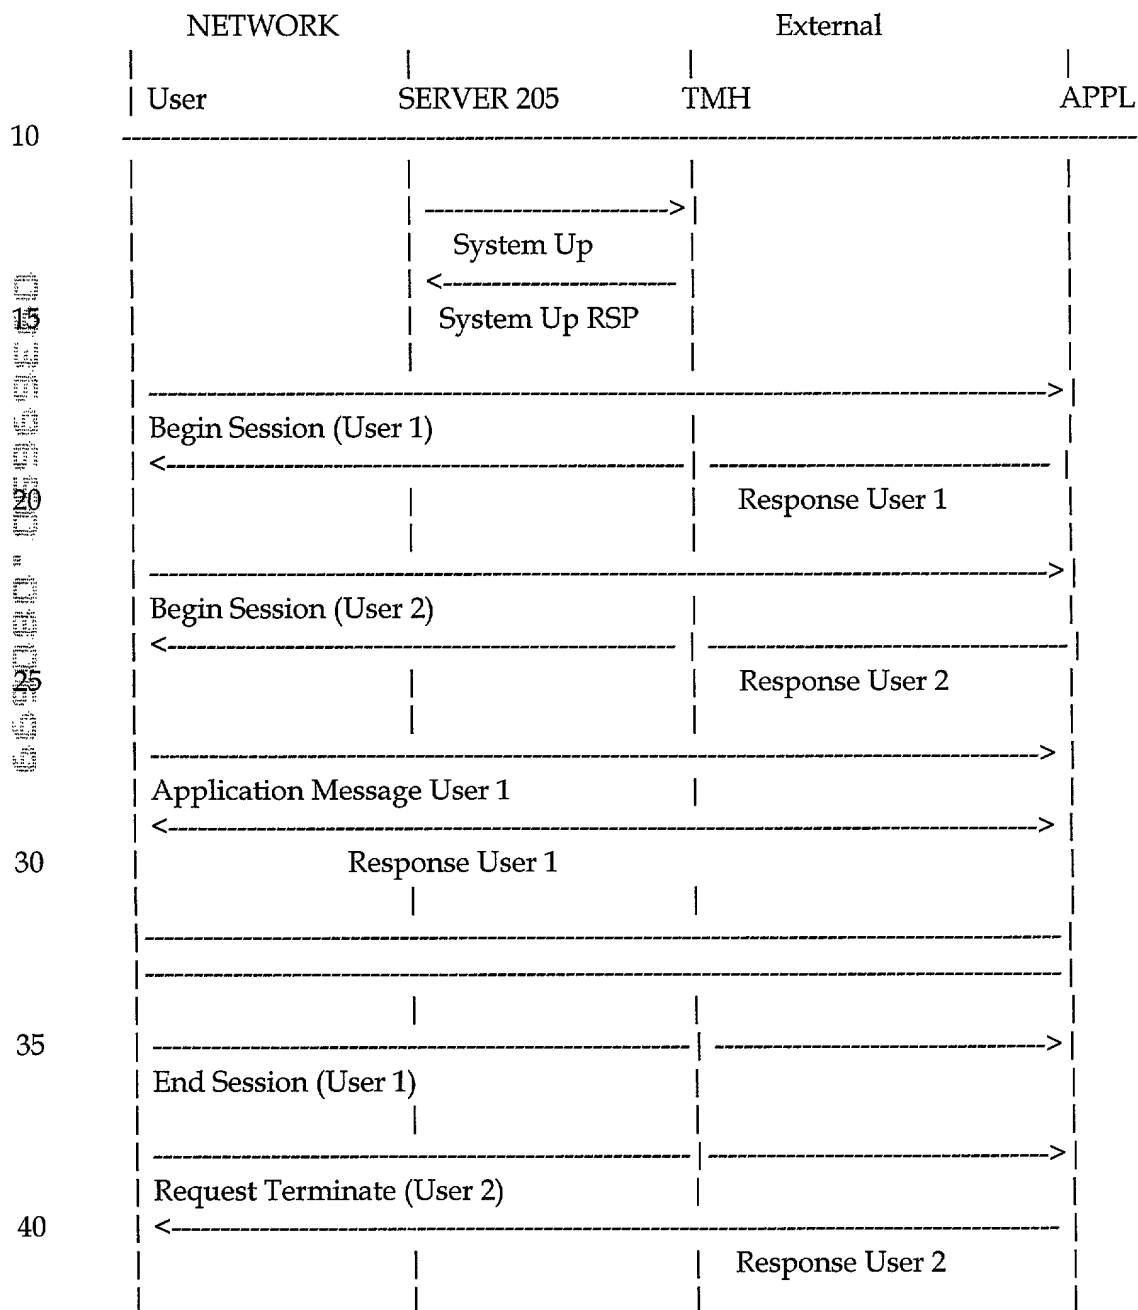 NETWORK External
User SERVER 205 TMH APPL
10
System Up
15 System Up RSP
Begin Session (User 1)
20 Response User 1
Begin Session (User 2)
25 Response User 2
Application Message User 1
30 Response User 1
35
End Session (User 1)
Request Terminate (User 2)
40
Response User 2